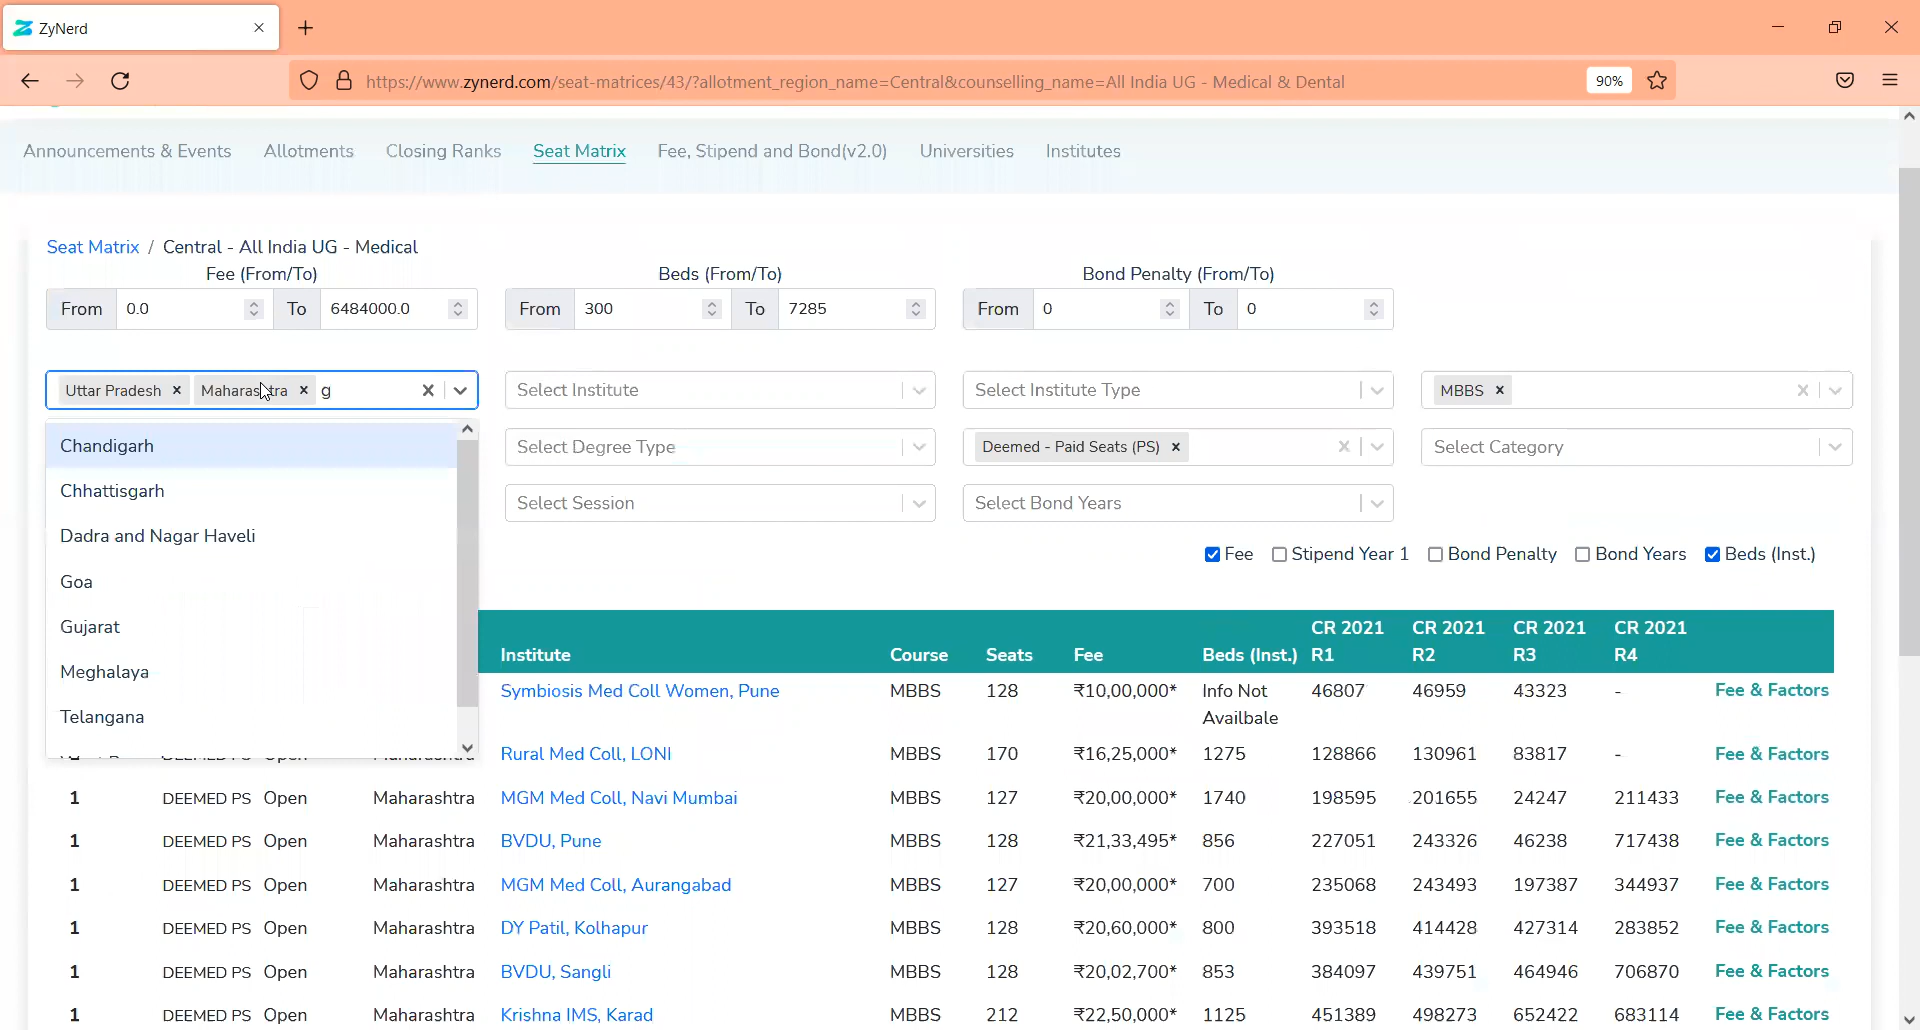 ZyNerd
https://www.zynerd.com/seat-matrices/43/?allotment_region_name=Central&counselling_name=All India UG - Medical & Dental
90%
Announcements & Events Allotments Closing Ranks Seat Matrix Fee, Stipend and Bond(v2.0) Universities Institutes
Seat Matrix / Central - All India UG - Medical
Fee (From/To) Beds (From/To) Bond Penalty (From/To)
From 0.0 To 6484000.0 From 300 To 7285 From 0 To 0
Uttar Pradesh × Maharashtra × g Select Institute Select Institute Type MBBS ×
Chandigarh Select Degree Type Deemed - Paid Seats (PS) × Select Category
Chhattisgarh Select Session Select Bond Years
Dadra and Nagar Haveli Fee Stipend Year 1 Bond Penalty Bond Years Beds (Inst.)
Goa
Gujarat
Meghalaya
Telangana
Institute Course Seats Fee Beds (Inst.) CR 2021 R1 CR 2021 R2 CR 2021 R3 CR 2021 R4
Symbiosis Med Coll Women, Pune MBBS 128 ₹10,00,000* Info Not Availbale 46807 46959 43323 - Fee & Factors
Rural Med Coll, LONI MBBS 170 ₹16,25,000* 1275 128866 130961 83817 - Fee & Factors
1 DEEMED PS Open Maharashtra MGM Med Coll, Navi Mumbai MBBS 127 ₹20,00,000* 1740 198595 201655 24247 211433 Fee & Factors
1 DEEMED PS Open Maharashtra BVDU, Pune MBBS 128 ₹21,33,495* 856 227051 243326 46238 717438 Fee & Factors
1 DEEMED PS Open Maharashtra MGM Med Coll, Aurangabad MBBS 127 ₹20,00,000* 700 235068 243493 197387 344937 Fee & Factors
1 DEEMED PS Open Maharashtra DY Patil, Kolhapur MBBS 128 ₹20,60,000* 800 393518 414428 427314 283852 Fee & Factors
1 DEEMED PS Open Maharashtra BVDU, Sangli MBBS 128 ₹20,02,700* 853 384097 439751 464946 706870 Fee & Factors
1 DEEMED PS Open Maharashtra Krishna IMS, Karad MBBS 212 ₹22,50,000* 1125 451389 498273 652422 683114 Fee & Factors